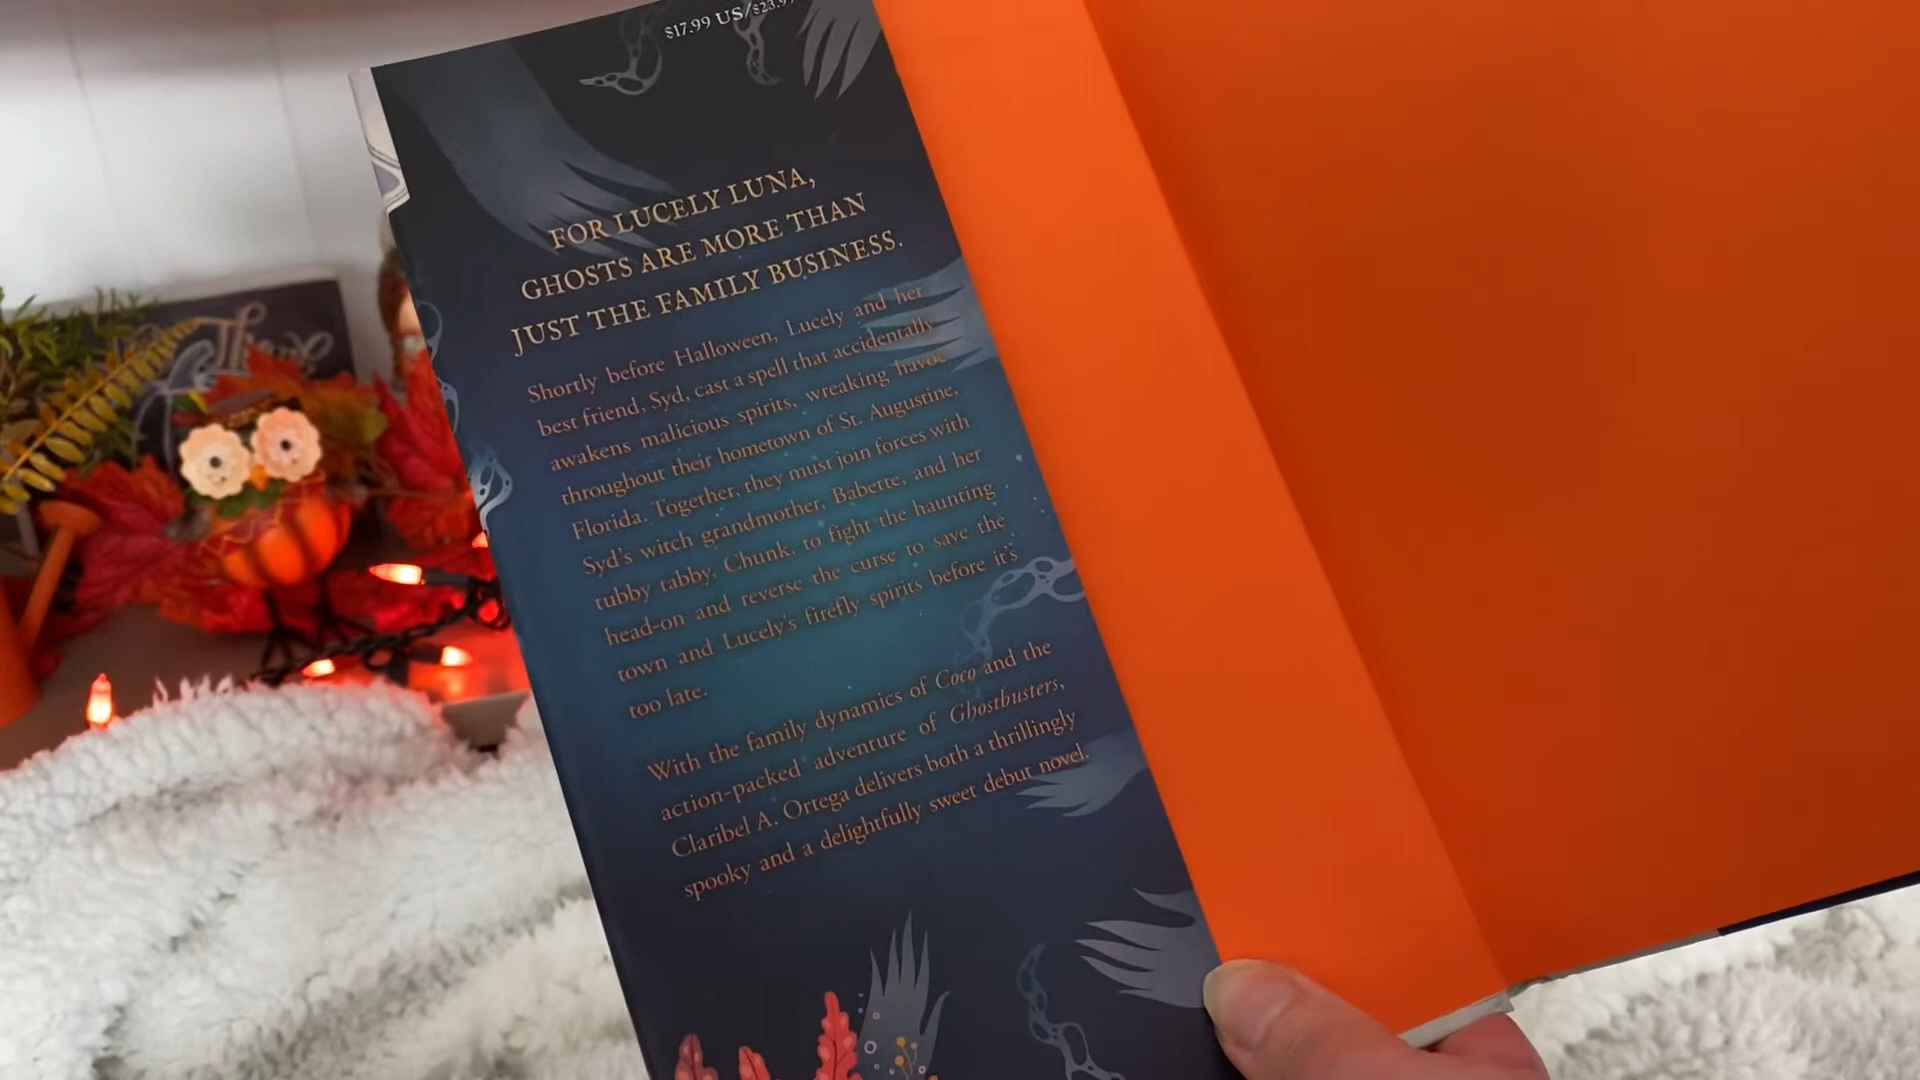 $17.99 US/$23.99
FOR LUCELY LUNA,
GHOSTS ARE MORE THAN
JUST THE FAMILY BUSINESS.
Shortly before Halloween, Lucely and her
best friend, Syd, cast a spell that accidentally
awakens malicious spirits, wreaking havoc
throughout their hometown of St. Augustine,
Florida. Together, they must join forces with
Syd's witch grandmother, Babette, and her
tubby tabby, Chunk, to fight the haunting
head-on and reverse the curse to save the
town and Lucely's firefly spirits before it's
too late.
With the family dynamics of Coco and the
action-packed adventure of Ghostbusters,
Claribel A. Ortega delivers both a thrillingly
spooky and a delightfully sweet debut novel.